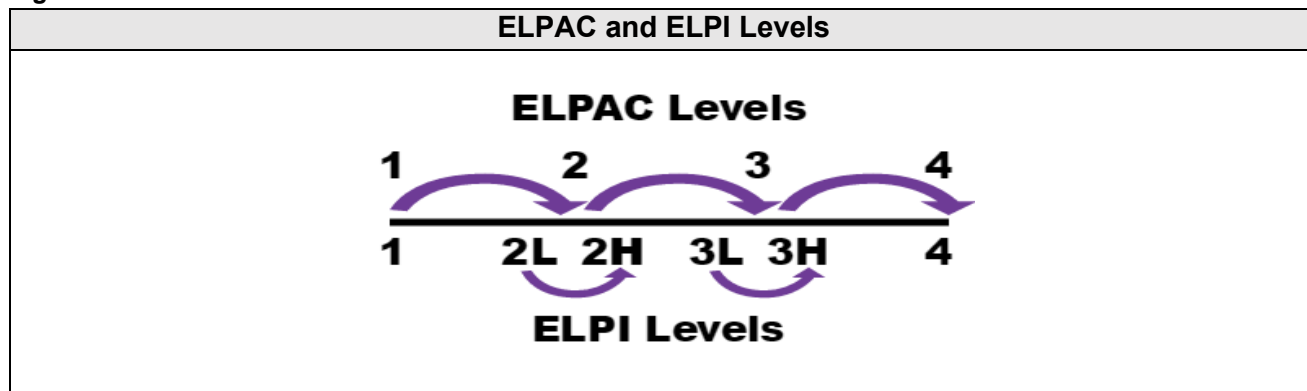 ELPAC and ELPI Levels
ELPAC Levels
1 2 3 4
1 2L 2H 3L 3H 4
ELPI Levels